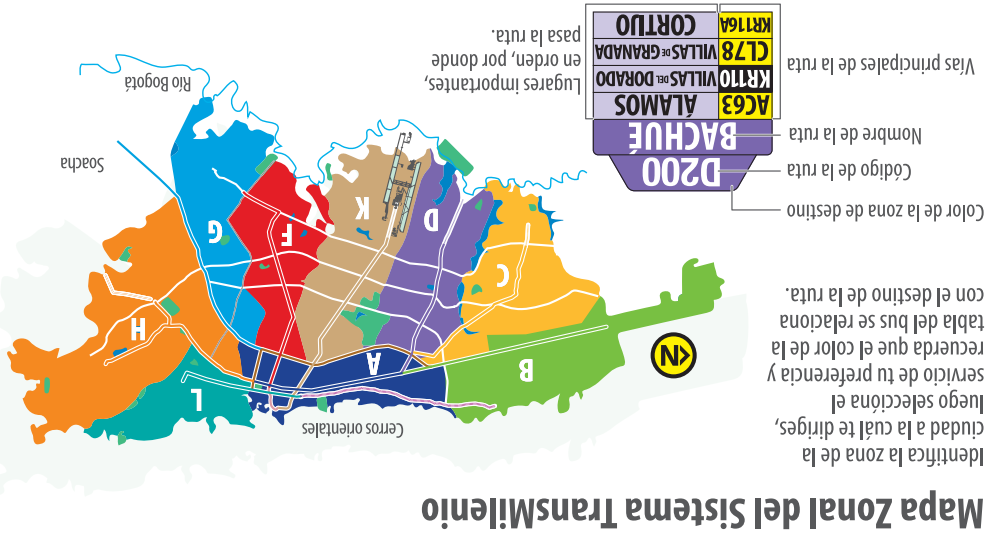 Mapa Zonal del Sistema TransMilenio
Identifica la zona de la
ciudad a la cuál te diriges,
luego seleccióna el
servicio de tu preferencia y
recuerda que el color de la
tabla del bus se relaciona
con el destino de la ruta.
N
Cerros orientales
B
A
L
H
C
D
K
F
G
Soacha
Río Bogotá
Color de la zona de destino
Código de la ruta
Nombre de la ruta
Vías principales de la ruta
D200
BACHUÉ
AC63 ÁLAMOS
KR110 VILLAS DEL DORADO
CL78 VILLAS DE GRANADA
KR116A CORTIJO
Lugares importantes,
en orden, por donde
pasa la ruta.